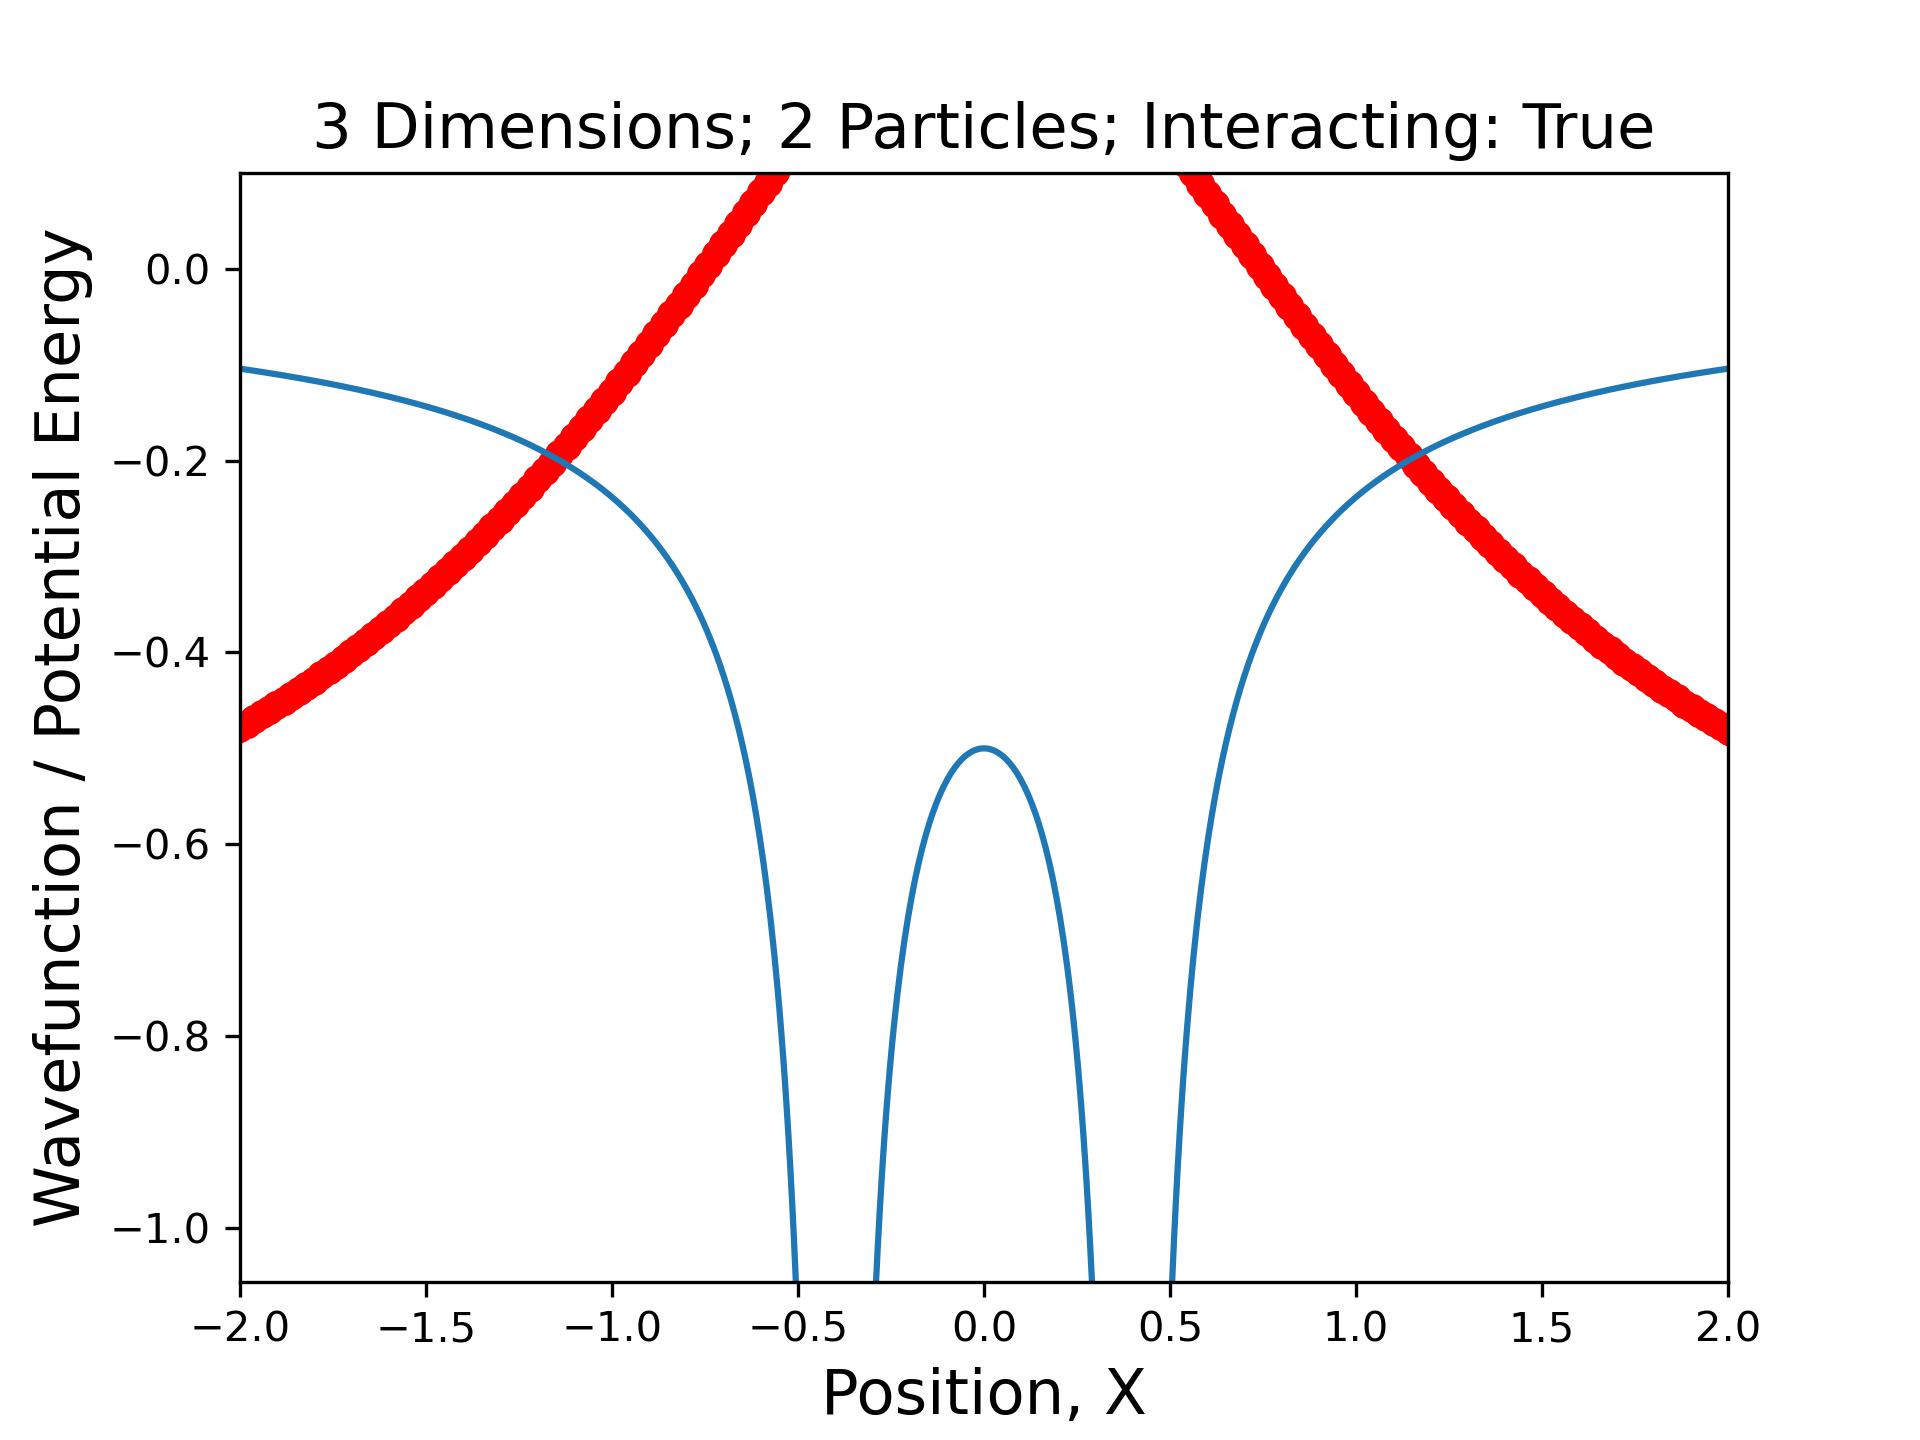 3 Dimensions; 2 Particles; Interacting: True
Wavefunction / Potential Energy
0.0
−0.2
−0.4
−0.6
−0.8
−1.0
−2.0 −1.5 −1.0 −0.5 0.0 0.5 1.0 1.5 2.0
Position, X